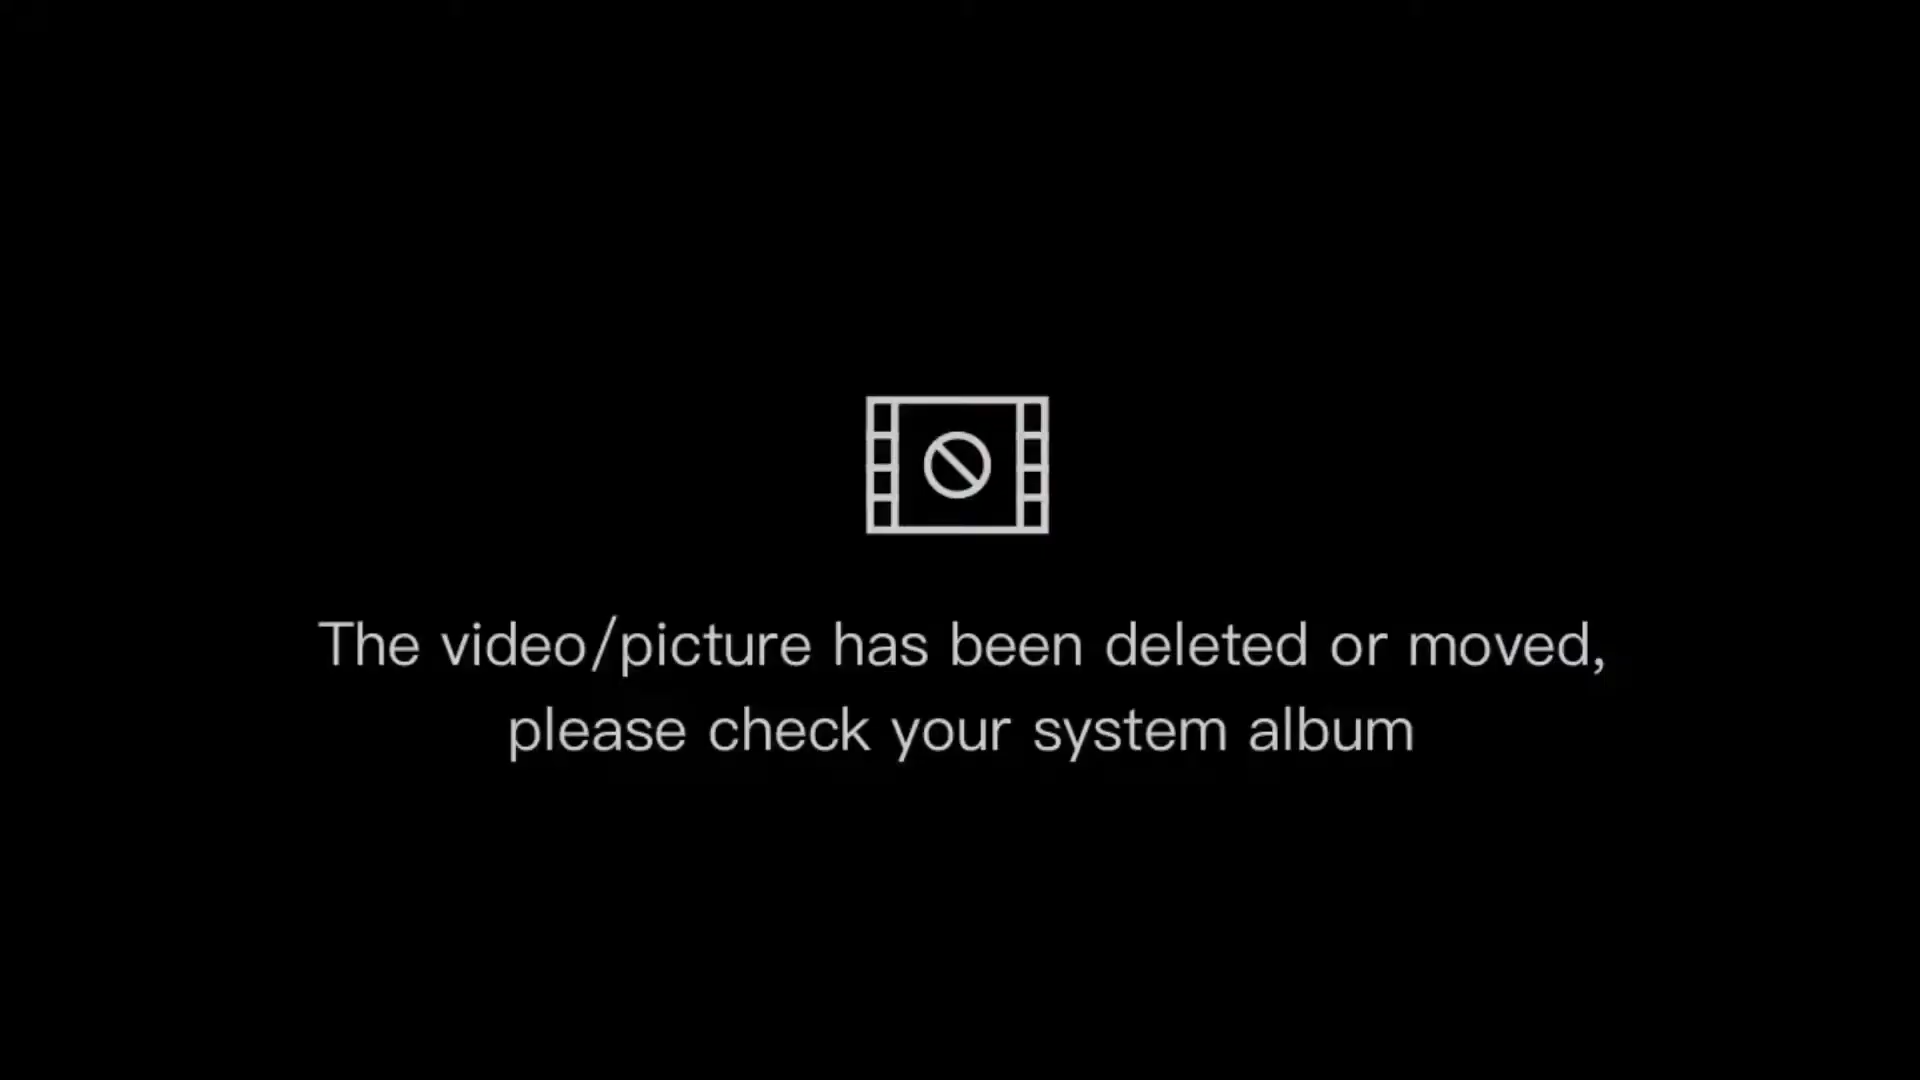 The video/picture has been deleted or moved,
please check your system album